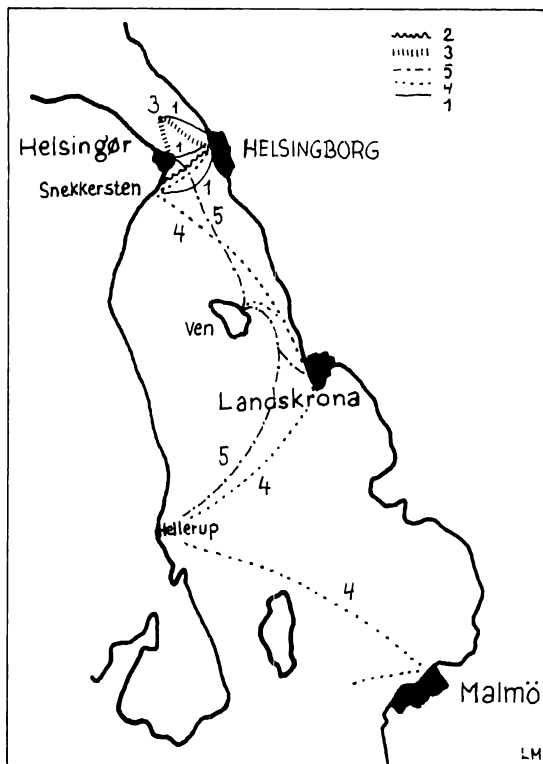 2
3
5
4
1
3 1
Helsingør
1
HELSINGBORG
Snekkersten
1
5
4
Ven
Landskrona
5
4
Hellerup
4
Malmö
LM